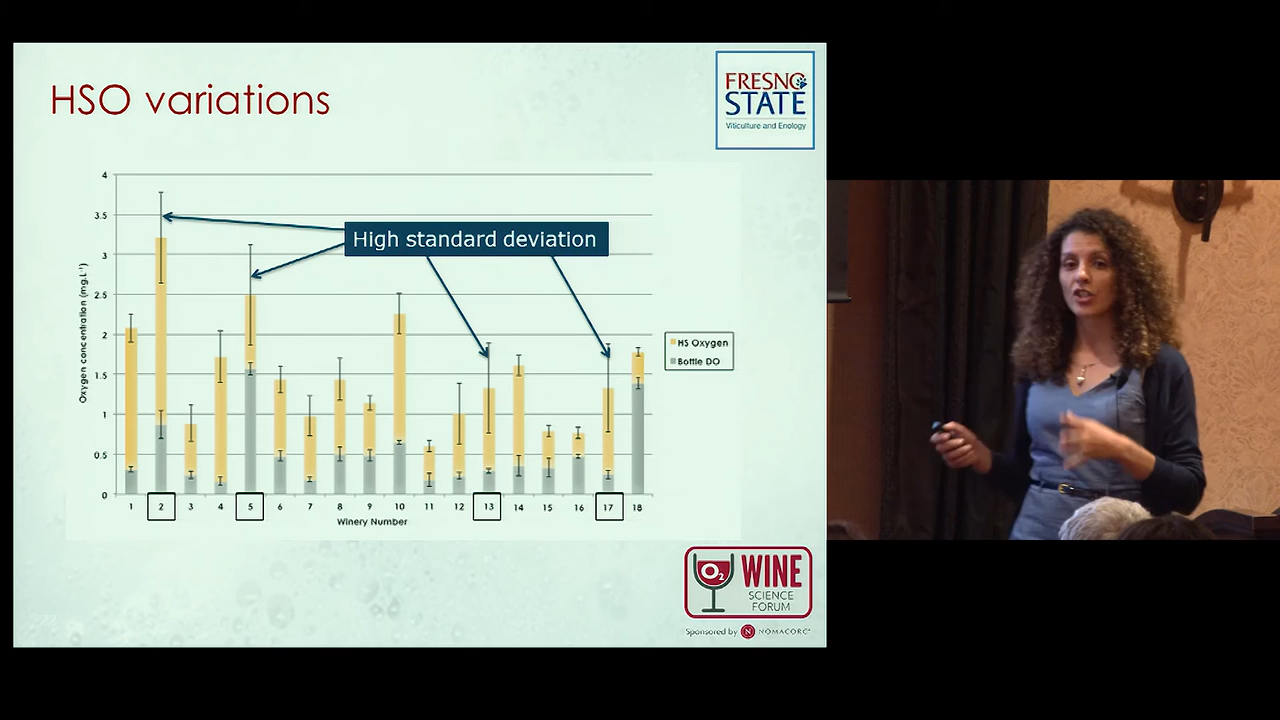 HSO variations
FRESNO
STATE
Viticulture and Enology
4
3.5
3
2.5
2
1.5
1
0.5
0
Oxygen concentration (mg.L⁻¹)
High standard deviation
HS Oxygen
Bottle DO
1 2 3 4 5 6 7 8 9 10 11 12 13 14 15 16 17 18
Winery Number
O₂ WINE
SCIENCE
FORUM
Sponsored by N NOMACORC